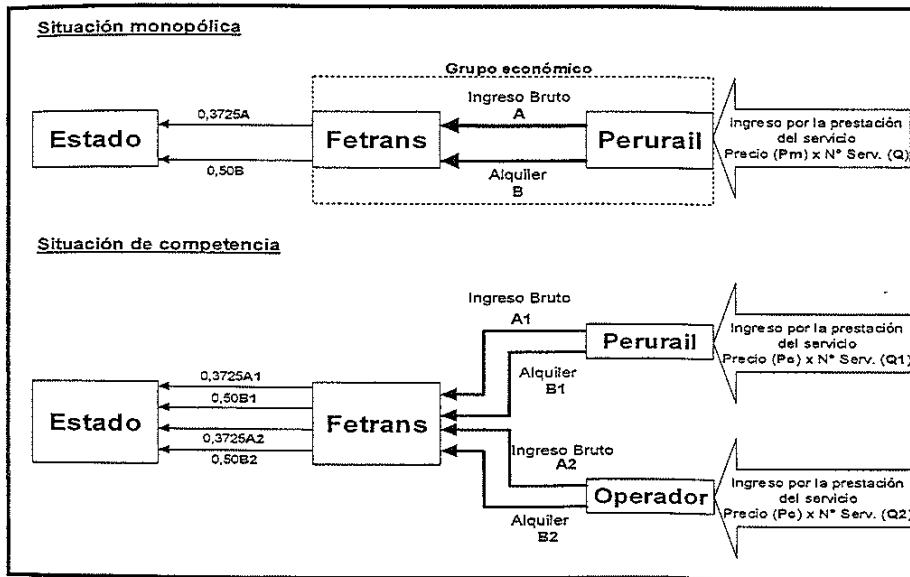 Situación monopólica
Grupo económico
Estado
0,3725A
0,50B
Fetrans
Ingreso Bruto
A
Alquiler
B
Perurail
Ingreso por la prestación
del servicio
Precio (Pm) x N° Serv. (Q)
Situación de competencia
Estado
0,3725A1
0,50B1
0,3725A2
0,50B2
Fetrans
Ingreso Bruto
A1
Alquiler
B1
Perurail
Ingreso por la prestación
del servicio
Precio (Pc) x N° Serv. (Q1)
Ingreso Bruto
A2
Alquiler
B2
Operador
Ingreso por la prestación
del servicio
Precio (Pc) x N° Serv. (Q2)